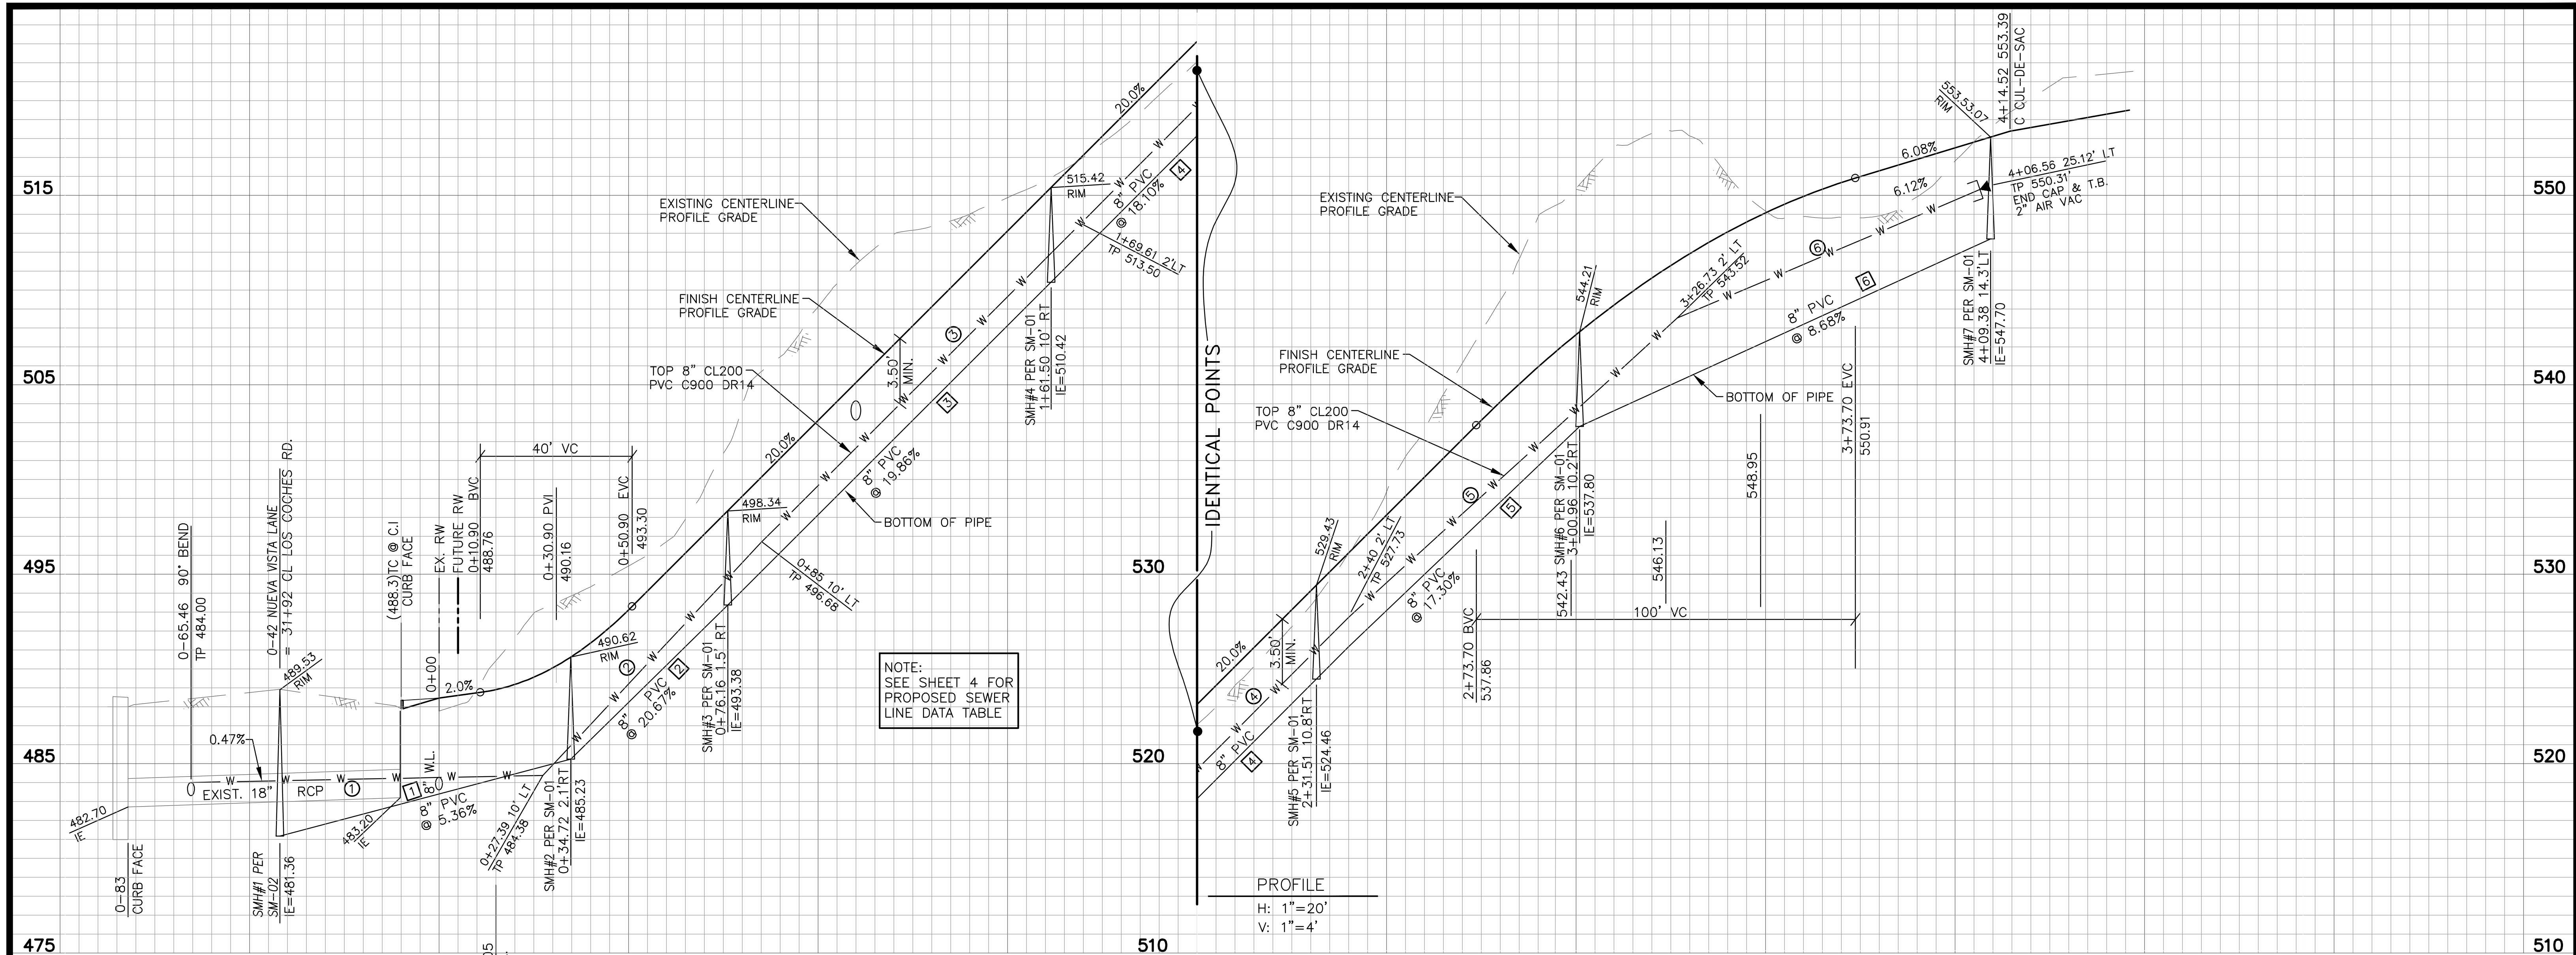 515
505
495
485
475
0-65.46 90° BEND
TP 484.00
0-42 NUEVA VISTA LANE
= 31+92 CL LOS COCHES RD.
489.53
RIM
(488.3)TC @ C.I
CURB FACE
EX. RW
FUTURE RW
0+00
2.0%
0+10.90 BVC
488.76
40' VC
0+30.90 PVI
490.16
0+50.90 EVC
493.30
0.47%
EXIST. 18"
RCP
1
1
482.70
IE
483.20
IE
0-83
CURB FACE
SMH#1 PER
SM-02
IE=481.36
8" W.L.
8" PVC
@ 5.36%
0+27.39 10' LT
TP 484.38
SMH#2 PER SM-01
0+34.72 2.1'RT
IE=485.23
490.62
RIM
2
2
8" PVC
@ 20.67%
SMH#3 PER SM-01
0+76.16 1.5' RT
IE=493.38
498.34
RIM
0+85 10' LT
TP 496.68
EXISTING CENTERLINE
PROFILE GRADE
FINISH CENTERLINE
PROFILE GRADE
TOP 8" CL200
PVC C900 DR14
20.0%
3.50'
MIN.
3
3
8" PVC
@ 19.86%
BOTTOM OF PIPE
NOTE:
SEE SHEET 4 FOR
PROPOSED SEWER
LINE DATA TABLE
SMH#4 PER SM-01
1+61.50 10' RT
IE=510.42
515.42
RIM
20.0%
8" PVC
@ 18.10%
4
1+69.61 2'LT
TP 513.50
IDENTICAL POINTS
530
520
510
20.0%
3.50'
MIN.
4
8" PVC
4
SMH#5 PER SM-01
2+31.51 10.8'RT
IE=524.46
529.43
RIM
2+40 2' LT
TP 527.73
EXISTING CENTERLINE
PROFILE GRADE
FINISH CENTERLINE
PROFILE GRADE
TOP 8" CL200
PVC C900 DR14
5
5
8" PVC
@ 17.30%
2+73.70 BVC
537.86
100' VC
542.43 SMH#6 PER SM-01
3+00.96 10.2'RT
IE=537.80
544.21
RIM
546.13
548.95
3+26.73 2' LT
TP 543.52
6
6
8" PVC
@ 8.68%
BOTTOM OF PIPE
3+73.70 EVC
550.91
6.08%
6.12%
553.53.07
RIM
4+14.52 553.39
C CUL-DE-SAC
4+06.56 25.12' LT
TP 550.31'
END CAP & T.B.
2" AIR VAC
SMH#7 PER SM-01
4+09.38 14.3'LT
IE=547.70
550
540
530
520
510
PROFILE
H: 1"=20'
V: 1"=4'